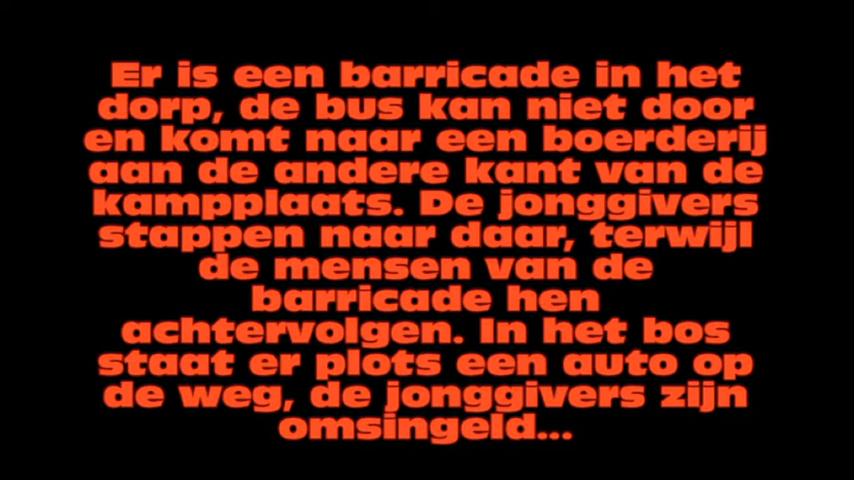 Er is een barricade in het
dorp, de bus kan niet door
en komt naar een boerderij
aan de andere kant van de
kampplaats. De jonggivers
stappen naar daar, terwijl
de mensen van de
barricade hen
achtervolgen. In het bos
staat er plots een auto op
de weg, de jonggivers zijn
omsingeld...